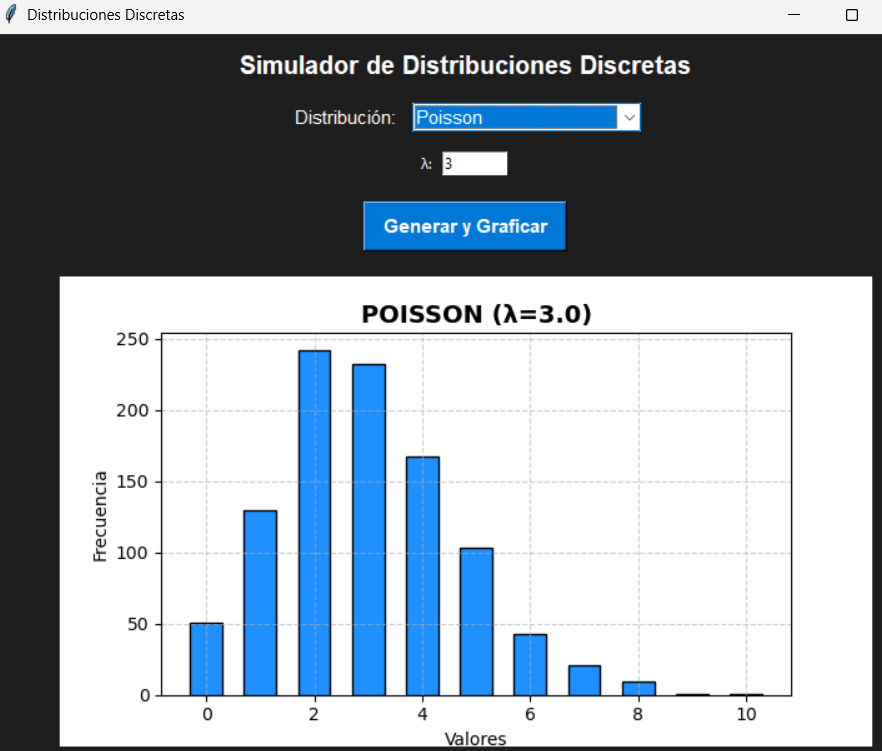 Distribuciones Discretas
Simulador de Distribuciones Discretas
Distribución: Poisson
λ: 3
Generar y Graficar
POISSON (λ=3.0)
250
200
150
100
50
0
Frecuencia
0 2 4 6 8 10
Valores